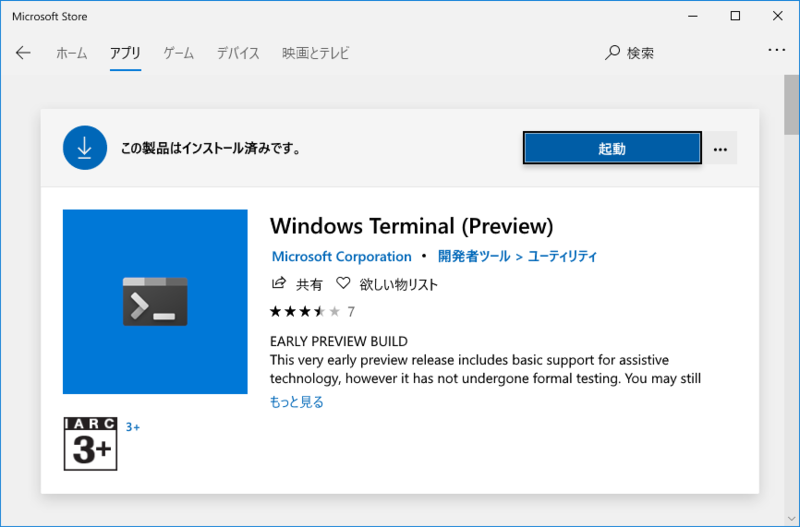 Microsoft Store
ホーム アプリ ゲーム デバイス 映画とテレビ 検索
この製品はインストール済みです。 起動
Windows Terminal (Preview)
Microsoft Corporation • 開発者ツール > ユーティリティ
共有 欲しい物リスト
7
EARLY PREVIEW BUILD
This very early preview release includes basic support for assistive
technology, however it has not undergone formal testing. You may still
もっと見る
IARC
3+
3+